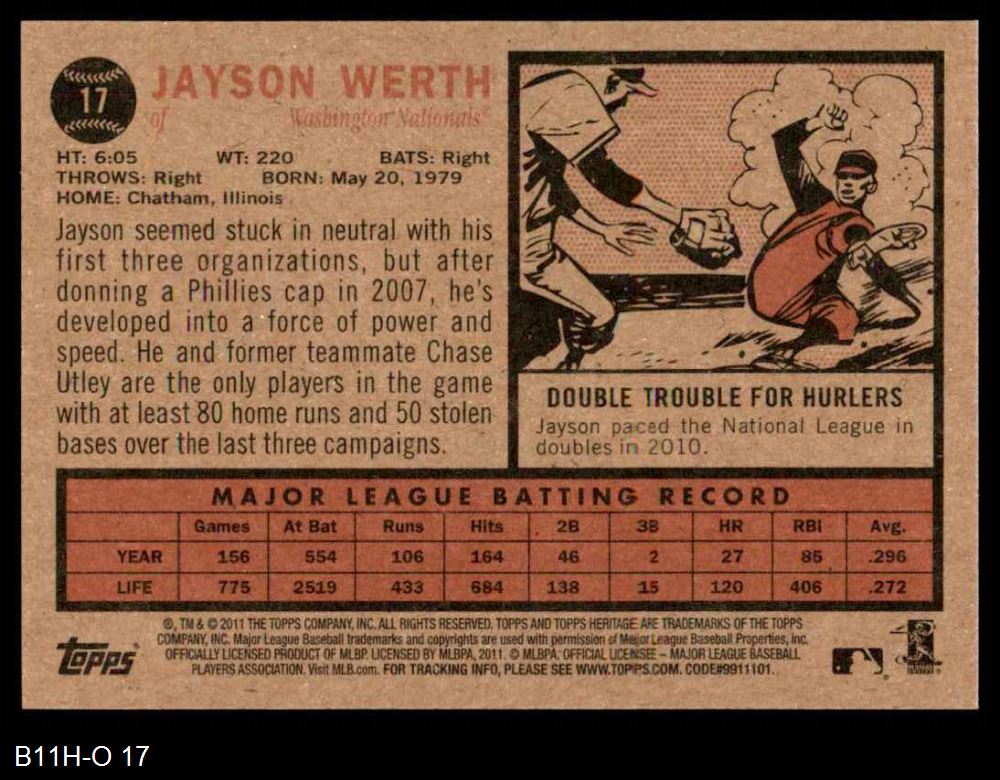 17
JAYSON WERTH
of Washington Nationals®
HT: 6:05 WT: 220 BATS: Right
THROWS: Right BORN: May 20, 1979
HOME: Chatham, Illinois
Jayson seemed stuck in neutral with his
first three organizations, but after
donning a Phillies cap in 2007, he's
developed into a force of power and
speed. He and former teammate Chase
Utley are the only players in the game
with at least 80 home runs and 50 stolen
bases over the last three campaigns.
DOUBLE TROUBLE FOR HURLERS
Jayson paced the National League in
doubles in 2010.
MAJOR LEAGUE BATTING RECORD
Games At Bat Runs Hits 2B 3B HR RBI Avg.
YEAR 156 554 106 164 46 2 27 85 .296
LIFE 775 2519 433 684 138 15 120 406 .272
®, TM & © 2011 THE TOPPS COMPANY, INC. ALL RIGHTS RESERVED. TOPPS AND TOPPS HERITAGE ARE TRADEMARKS OF THE TOPPS
COMPANY, INC. Major League Baseball trademarks and copyrights are used with permission of Major League Baseball Properties, Inc.
OFFICIALLY LICENSED PRODUCT OF MLBP. LICENSED BY MLBPA, 2011. © MLBPA. OFFICIAL LICENSEE – MAJOR LEAGUE BASEBALL
PLAYERS ASSOCIATION. Visit MLB.com. FOR TRACKING INFO, PLEASE SEE WWW.TOPPS.COM. CODE#9911101.
topps
B11H-O 17